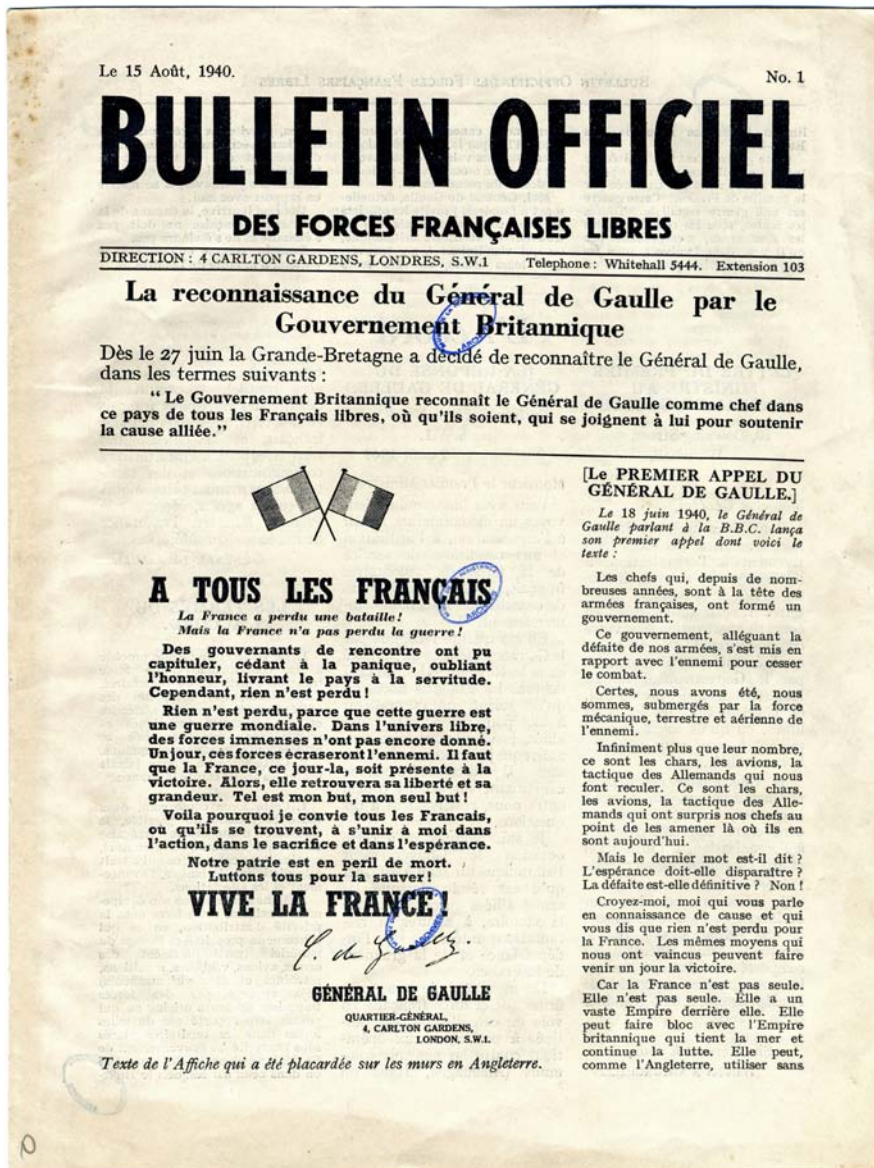 Le 15 Août, 1940.
No. 1
BULLETIN OFFICIEL
DES FORCES FRANÇAISES LIBRES
DIRECTION : 4 CARLTON GARDENS, LONDRES, S.W.1 Telephone : Whitehall 5444. Extension 103
La reconnaissance du Général de Gaulle par le
Gouvernement Britannique
Dès le 27 juin la Grande-Bretagne a décidé de reconnaître le Général de Gaulle,
dans les termes suivants :
" Le Gouvernement Britannique reconnaît le Général de Gaulle comme chef dans
ce pays de tous les Français libres, où qu'ils soient, qui se joignent à lui pour soutenir
la cause alliée."
A TOUS LES FRANÇAIS
La France a perdu une bataille !
Mais la France n'a pas perdu la guerre !
Des gouvernants de rencontre ont pu
capituler, cédant à la panique, oubliant
l'honneur, livrant le pays à la servitude.
Cependant, rien n'est perdu !
Rien n'est perdu, parce que cette guerre est
une guerre mondiale. Dans l'univers libre,
des forces immenses n'ont pas encore donné.
Un jour, ces forces écraseront l'ennemi. Il faut
que la France, ce jour-la, soit présente à la
victoire. Alors, elle retrouvera sa liberté et sa
grandeur. Tel est mon but, mon seul but !
Voila pourquoi je convie tous les Francais,
où qu'ils se trouvent, à s'unir à moi dans
l'action, dans le sacrifice et dans l'espérance.
Notre patrie est en peril de mort.
Luttons tous pour la sauver !
VIVE LA FRANCE !
C. de Gaulle.
GÉNÉRAL DE GAULLE
QUARTIER-GÉNÉRAL,
4, CARLTON GARDENS,
LONDON, S.W.1.
Texte de l'Affiche qui a été placardée sur les murs en Angleterre.
[Le PREMIER APPEL DU
GÉNÉRAL DE GAULLE.]
Le 18 juin 1940, le Général de
Gaulle parlant à la B.B.C. lança
son premier appel dont voici le
texte :
Les chefs qui, depuis de nom-
breuses années, sont à la tête des
armées françaises, ont formé un
gouvernement.
Ce gouvernement, alléguant la
défaite de nos armées, s'est mis en
rapport avec l'ennemi pour cesser
le combat.
Certes, nous avons été, nous
sommes, submergés par la force
mécanique, terrestre et aérienne de
l'ennemi.
Infiniment plus que leur nombre,
ce sont les chars, les avions, la
tactique des Allemands qui nous
font reculer. Ce sont les chars,
les avions, la tactique des Alle-
mands qui ont surpris nos chefs au
point de les amener là où ils en
sont aujourd'hui.
Mais le dernier mot est-il dit ?
L'espérance doit-elle disparaître ?
La défaite est-elle définitive ? Non !
Croyez-moi, moi qui vous parle
en connaissance de cause et qui
vous dis que rien n'est perdu pour
la France. Les mêmes moyens qui
nous ont vaincus peuvent faire
venir un jour la victoire.
Car la France n'est pas seule.
Elle n'est pas seule. Elle a un
vaste Empire derrière elle. Elle
peut faire bloc avec l'Empire
britannique qui tient la mer et
continue la lutte. Elle peut,
comme l'Angleterre, utiliser sans